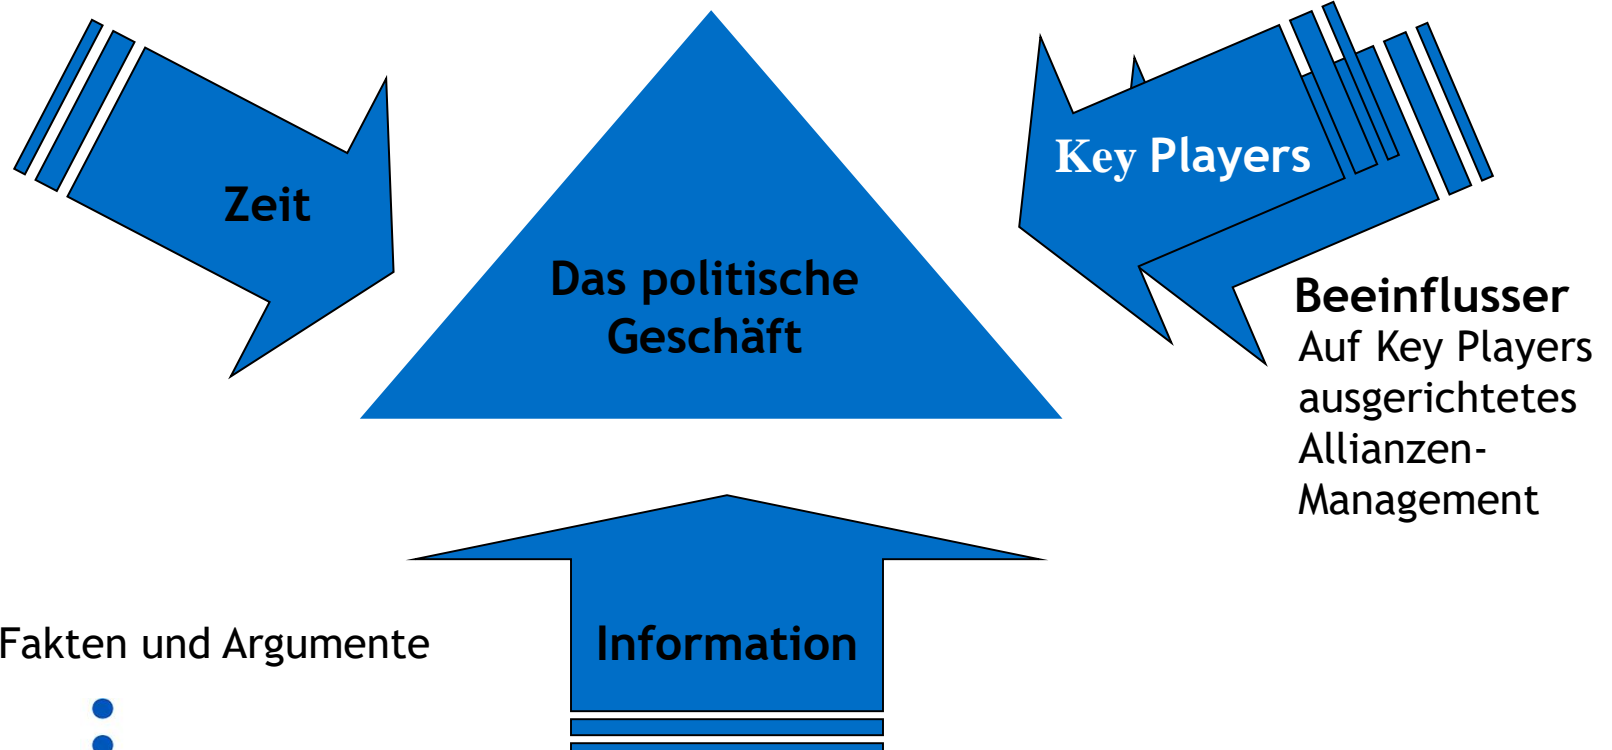 Zeit
Key Players
Das politische
Geschäft
Beeinflusser
Auf Key Players
ausgerichtetes
Allianzen-
Management
Fakten und Argumente
Information